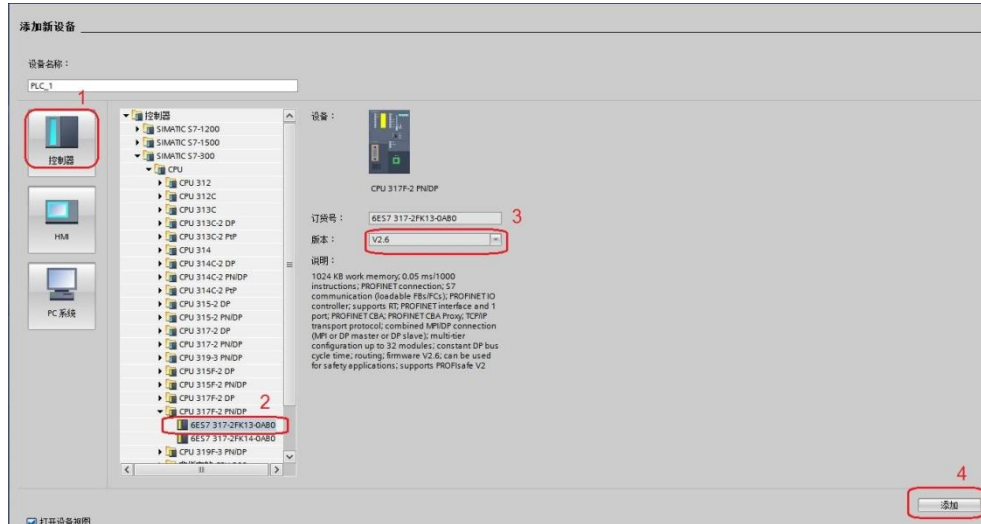 添加新设备
设备名称：
PLC_1
1
控制器
HMI
PC 系统
控制器
SIMATIC S7-1200
SIMATIC S7-1500
SIMATIC S7-300
CPU
CPU 312
CPU 312C
CPU 313C
CPU 313C-2 DP
CPU 313C-2 PtP
CPU 314
CPU 314C-2 DP
CPU 314C-2 PN/DP
CPU 314C-2 PtP
CPU 315-2 DP
CPU 315-2 PN/DP
CPU 317-2 DP
CPU 317-2 PN/DP
CPU 319-3 PN/DP
CPU 315F-2 DP
CPU 315F-2 PN/DP
CPU 317F-2 DP
CPU 317F-2 PN/DP
2
6ES7 317-2FK13-0AB0
6ES7 317-2FK14-0AB0
CPU 319F-3 PN/DP
设备：
CPU 317F-2 PN/DP
订货号： 6ES7 317-2FK13-0AB0
3
版本： V2.6
说明：
1024 KB work memory; 0.05 ms/1000
instructions; PROFINET connection; S7
communication (loadable FBs/FCs); PROFINET IO
controller; supports RT; PROFINET interface and 1
port; PROFINET CBA; PROFINET CBA Proxy; TCP/IP
transport protocol; combined MPI/DP connection
(MPI or DP master or DP slave); multi-tier
configuration up to 32 modules; constant DP bus
cycle time; routing; firmware V2.6; can be used
for safety applications; supports PROFIsafe V2
4
添加
打开设备视图